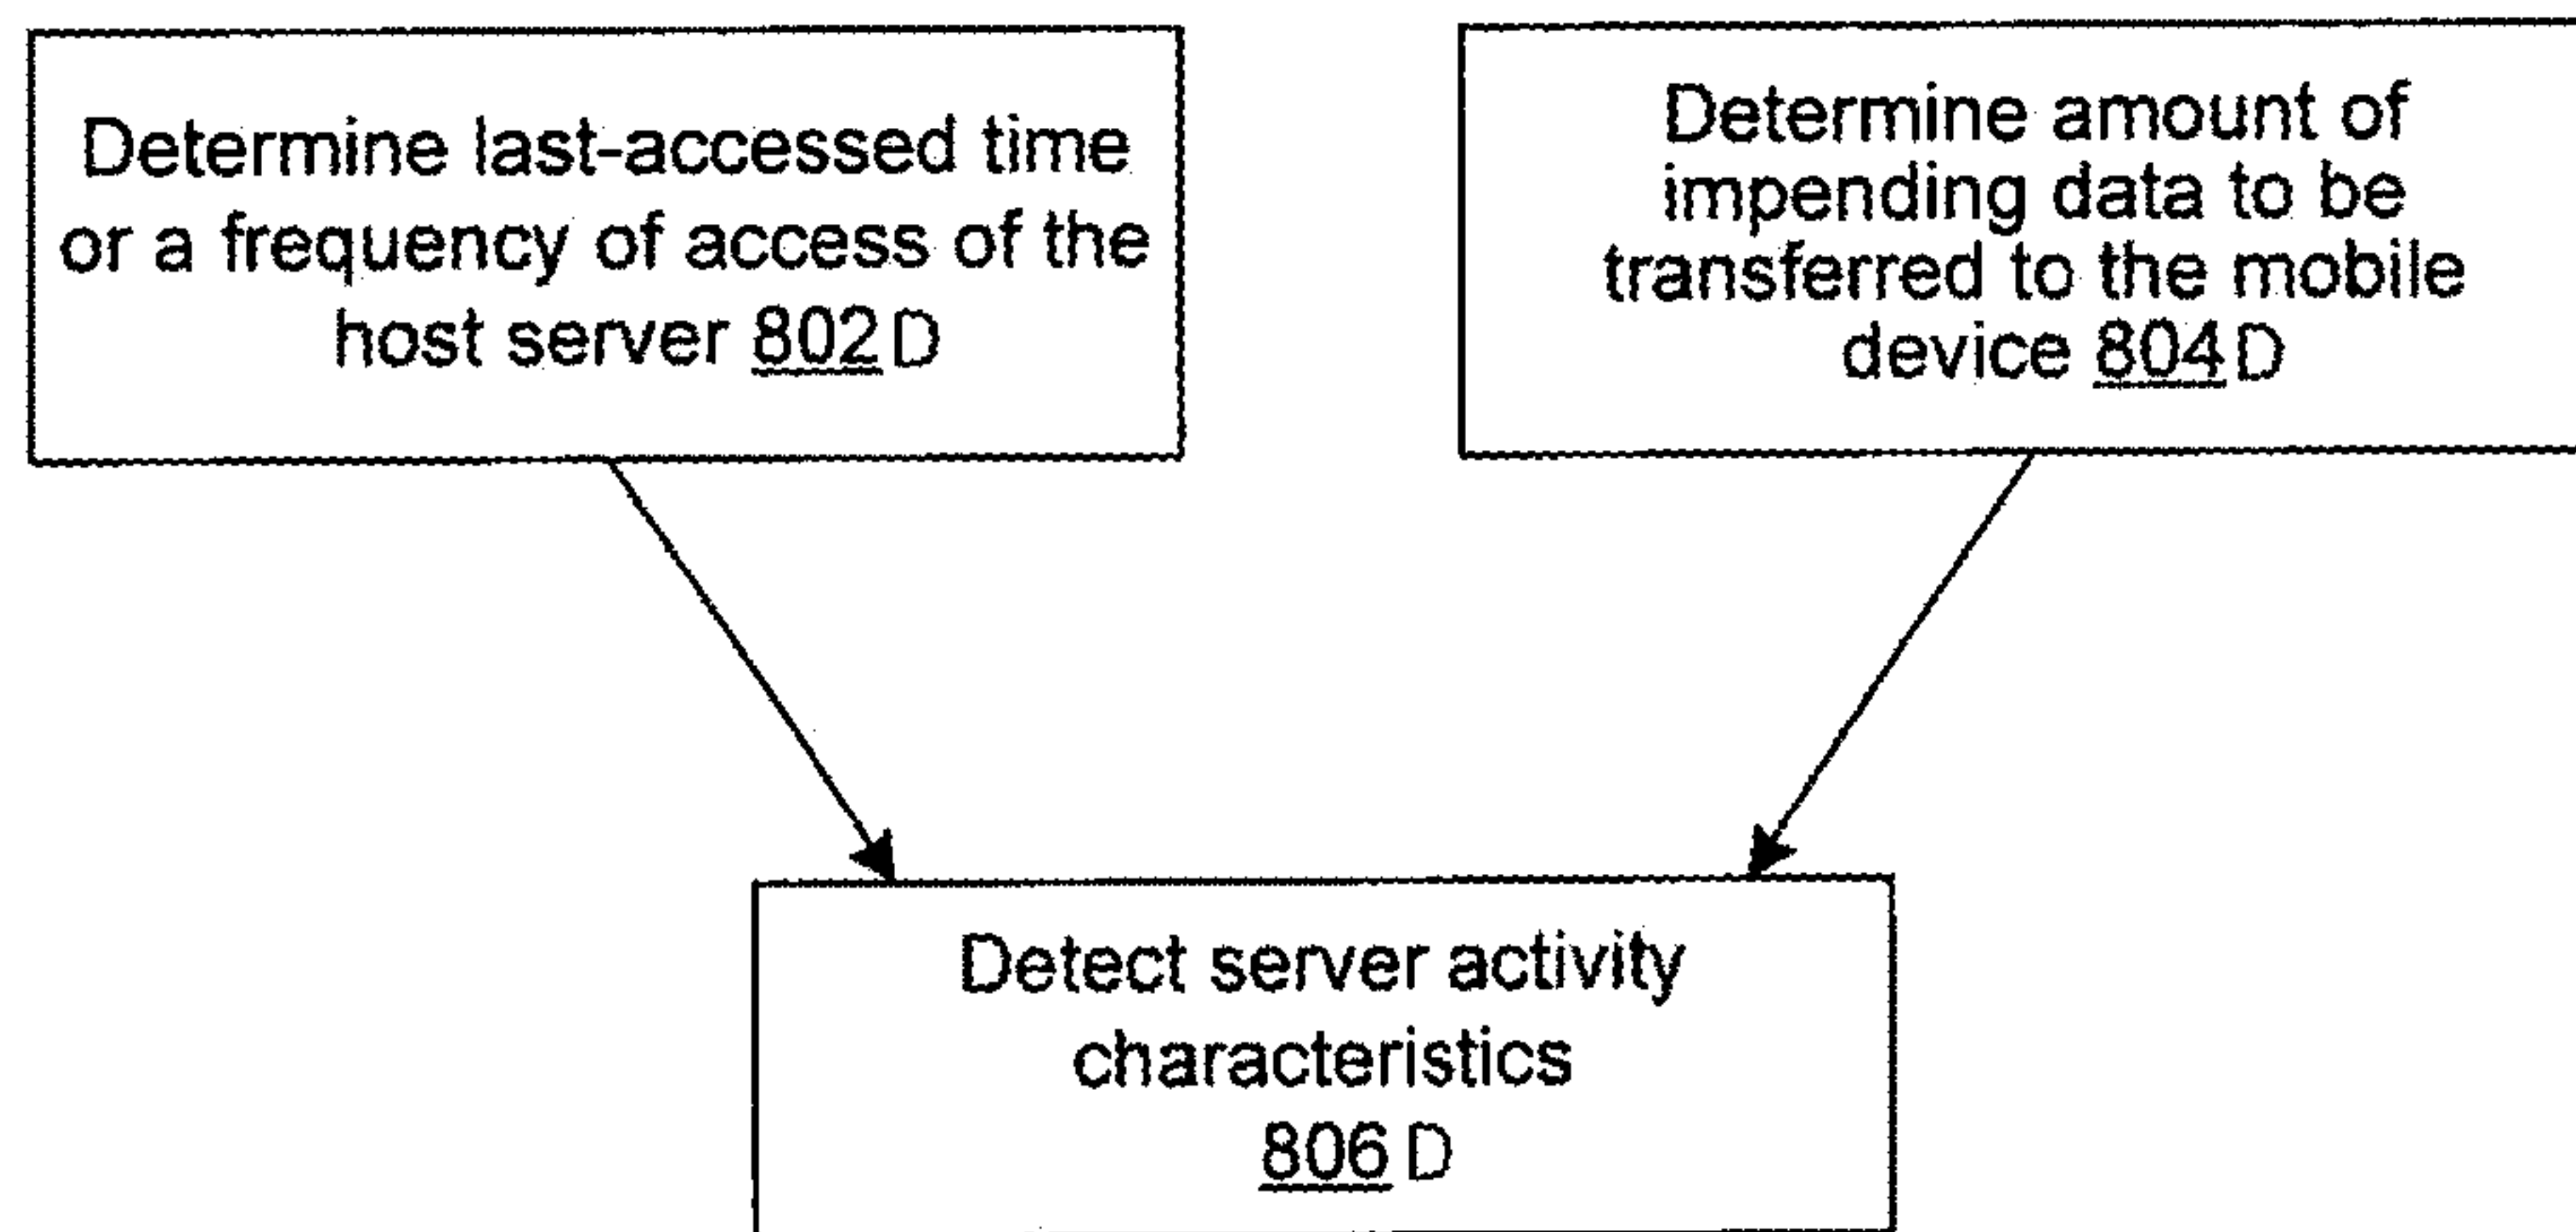 Determine last-accessed time
or a frequency of access of the
host server 802D
Determine amount of
impending data to be
transferred to the mobile
device 804D
Detect server activity
characteristics
806D